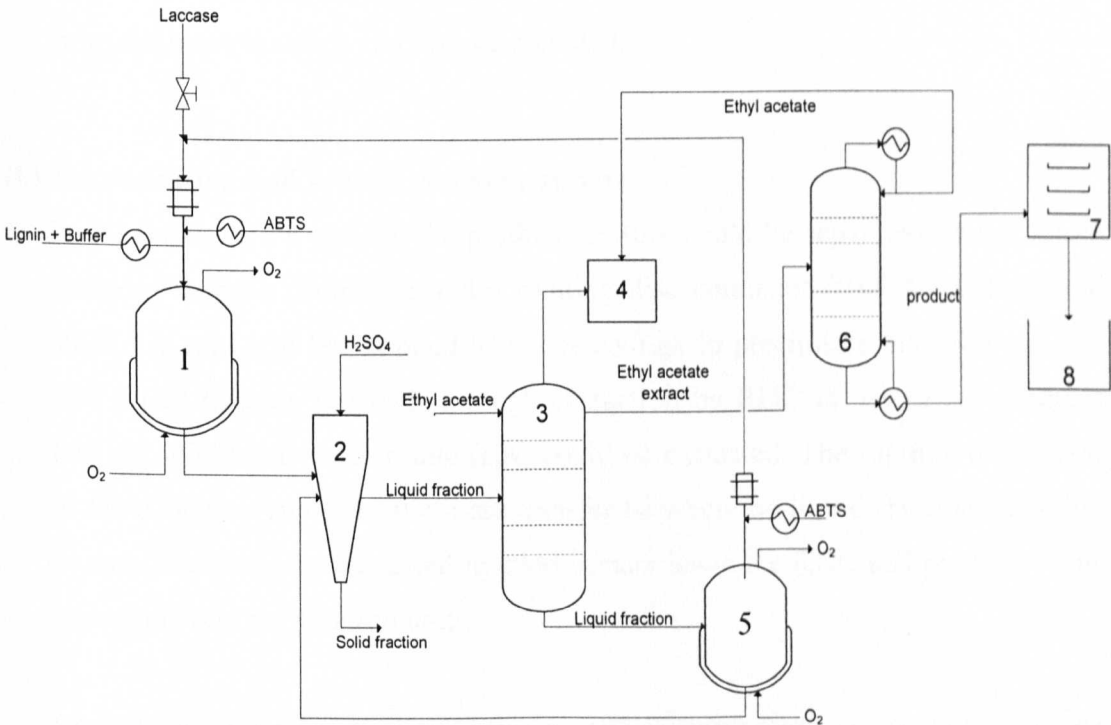 Laccase
Ethyl acetate
ABTS
Lignin + Buffer
O₂
7
4
product
1
H₂SO₄
6
Ethyl acetate
extract
8
Ethyl acetate
3
2
O₂
Liquid fraction
ABTS
O₂
Liquid fraction
5
Solid fraction
O₂